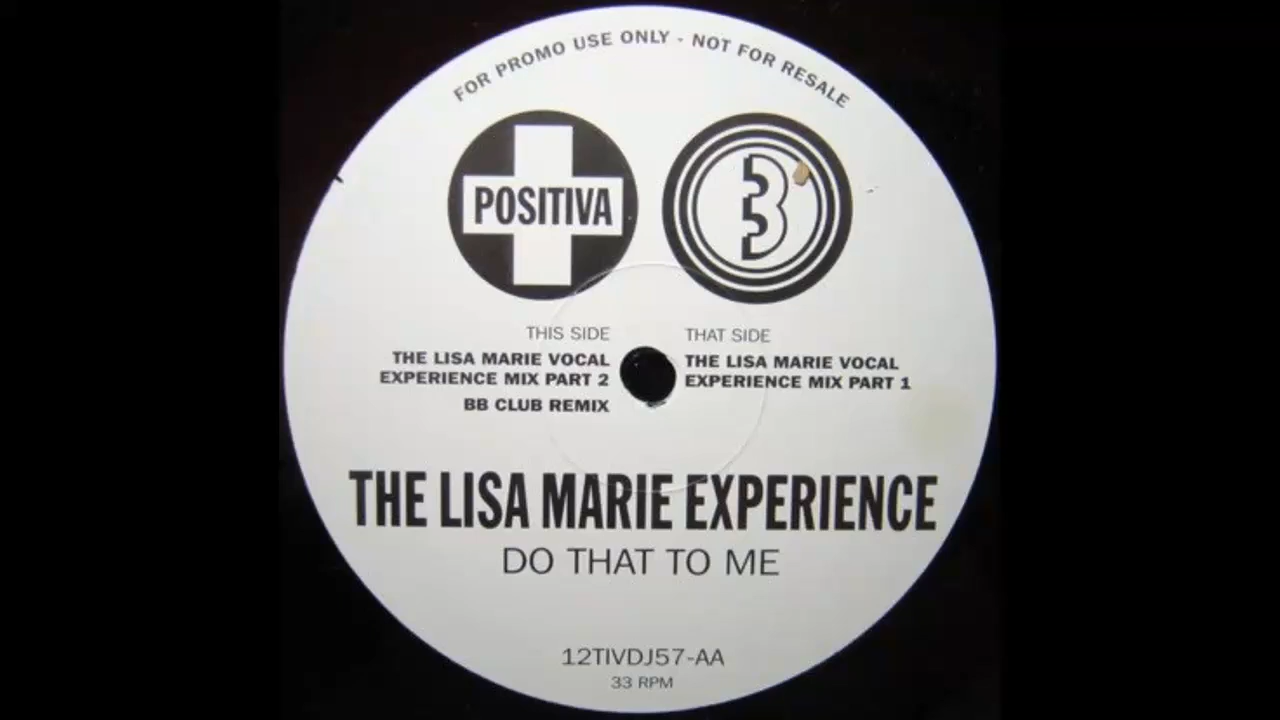 FOR PROMO USE ONLY - NOT FOR RESALE
POSITIVA
3
THIS SIDE
THE LISA MARIE VOCAL
EXPERIENCE MIX PART 2
BB CLUB REMIX
THAT SIDE
THE LISA MARIE VOCAL
EXPERIENCE MIX PART 1
THE LISA MARIE EXPERIENCE
DO THAT TO ME
12TIVDJ57-AA
33 RPM